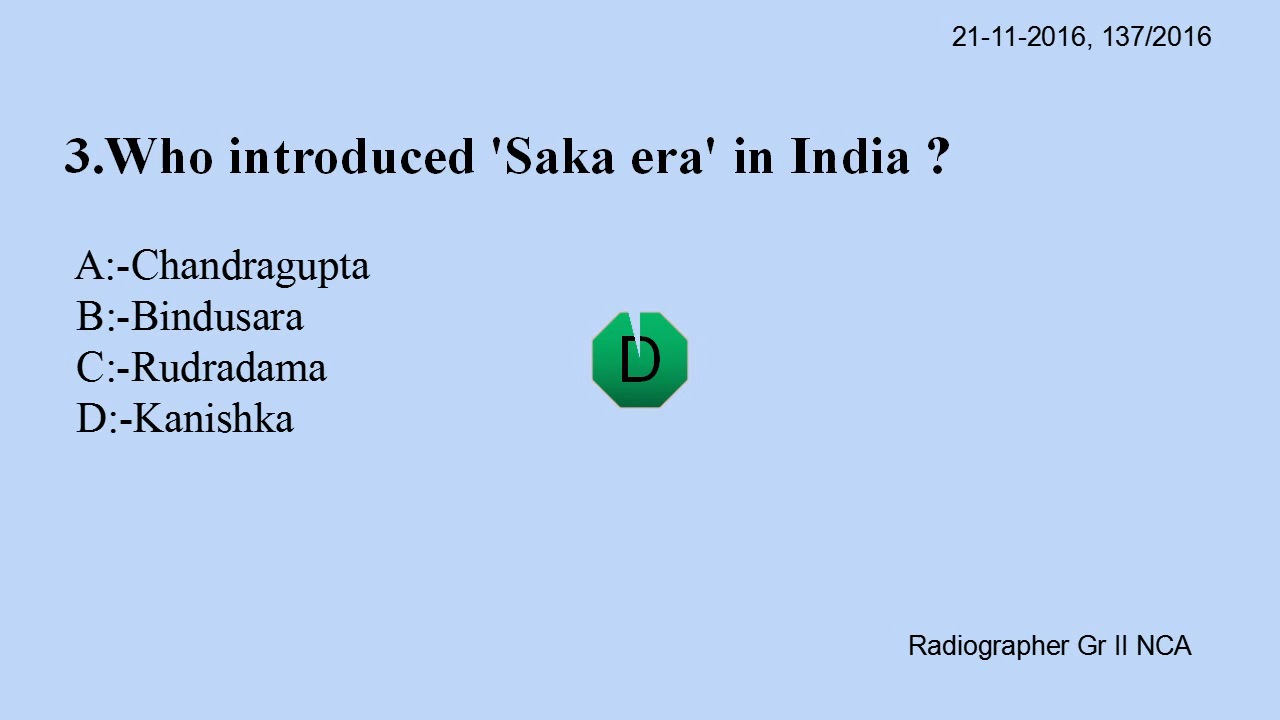 21-11-2016, 137/2016
3.Who introduced 'Saka era' in India ?
A:-Chandragupta
B:-Bindusara
C:-Rudradama
D:-Kanishka
D
Radiographer Gr II NCA